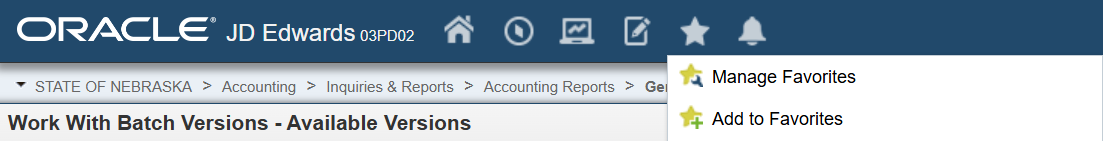 ORACLE® JD Edwards 03PD02
Manage Favorites
STATE OF NEBRASKA > Accounting > Inquiries & Reports > Accounting Reports >
Add to Favorites
Work With Batch Versions - Available Versions